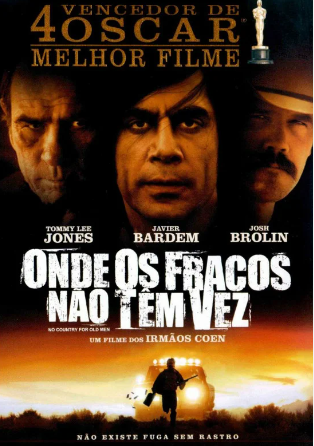 VENCEDOR DE
4 OSCAR®
MELHOR FILME
TOMMY LEE JONES
JAVIER BARDEM
JOSH BROLIN
ONDE OS FRACOS
NÃO TÊM VEZ
NO COUNTRY FOR OLD MEN
UM FILME DOS IRMÃOS COEN
NÃO EXISTE FUGA SEM RASTRO